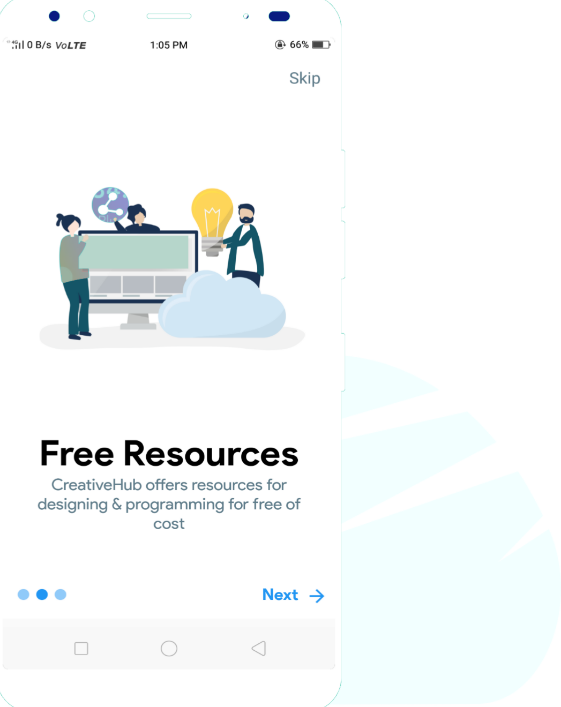 0 B/s VoLTE 1:05 PM 66%
Skip
Free Resources
CreativeHub offers resources for
designing & programming for free of
cost
Next